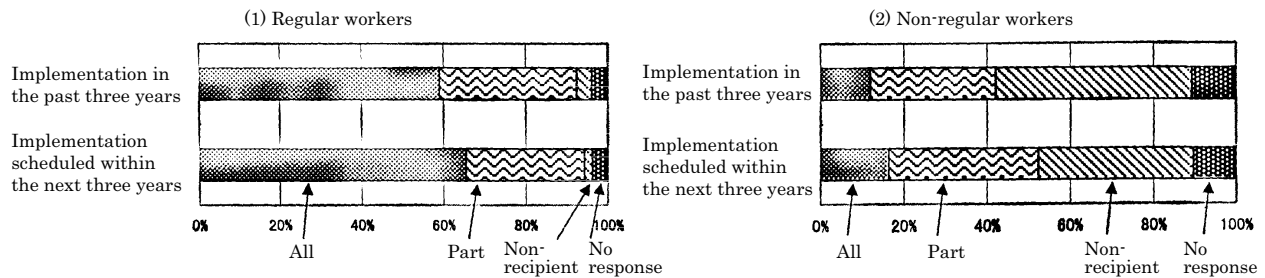 (1) Regular workers
Implementation in
the past three years
Implementation
scheduled within
the next three years
0% 20% 40% 60% 80% 100%
All
Part
Non-
recipient
No
response
(2) Non-regular workers
Implementation in
the past three years
Implementation
scheduled within
the next three years
0% 20% 40% 60% 80% 100%
All
Part
Non-
recipient
No
response